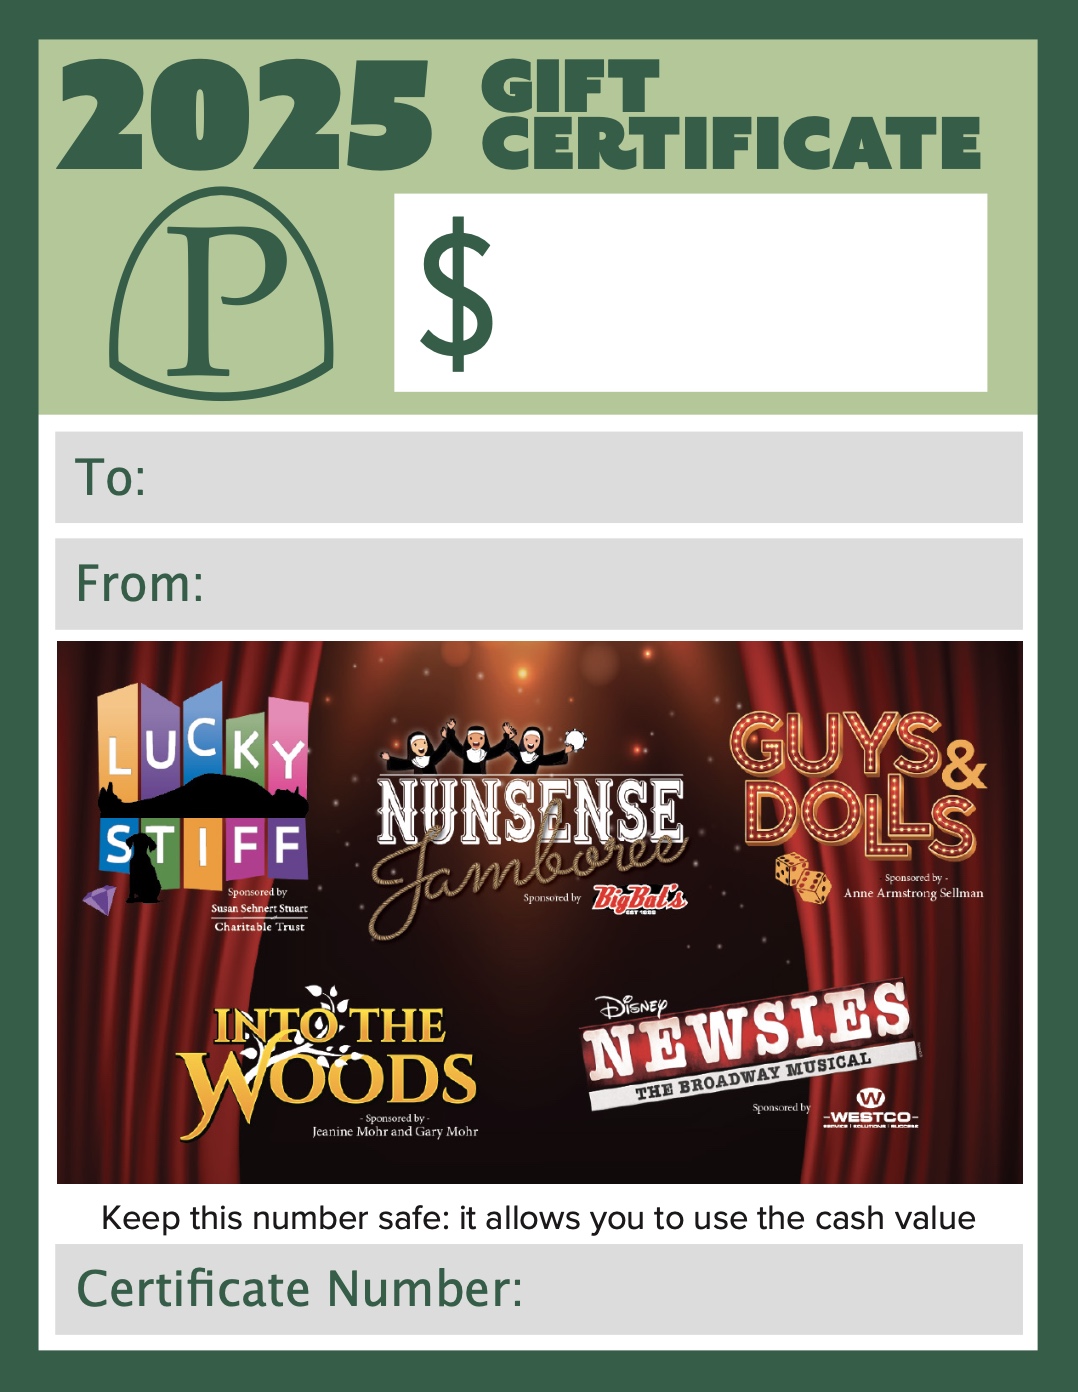 2025
GIFT
CERTIFICATE
P
$
To:
From:
LUCKY
STIFF
Sponsored by
Susan Sehnert Stuart
Charitable Trust
NUNSENSE
Jamboree
Sponsored by
BigBat's
EST 1998
GUYS
&
DOLLS
Sponsored by -
Anne Armstrong Sellman
INTO THE
WOODS
- Sponsored by -
Jeanine Mohr and Gary Mohr
DISNEY
NEWSIES
THE BROADWAY MUSICAL
Sponsored by
W
WESTCO
SERVICE | SOLUTIONS | SUCCESS
Keep this number safe: it allows you to use the cash value
Certificate Number: